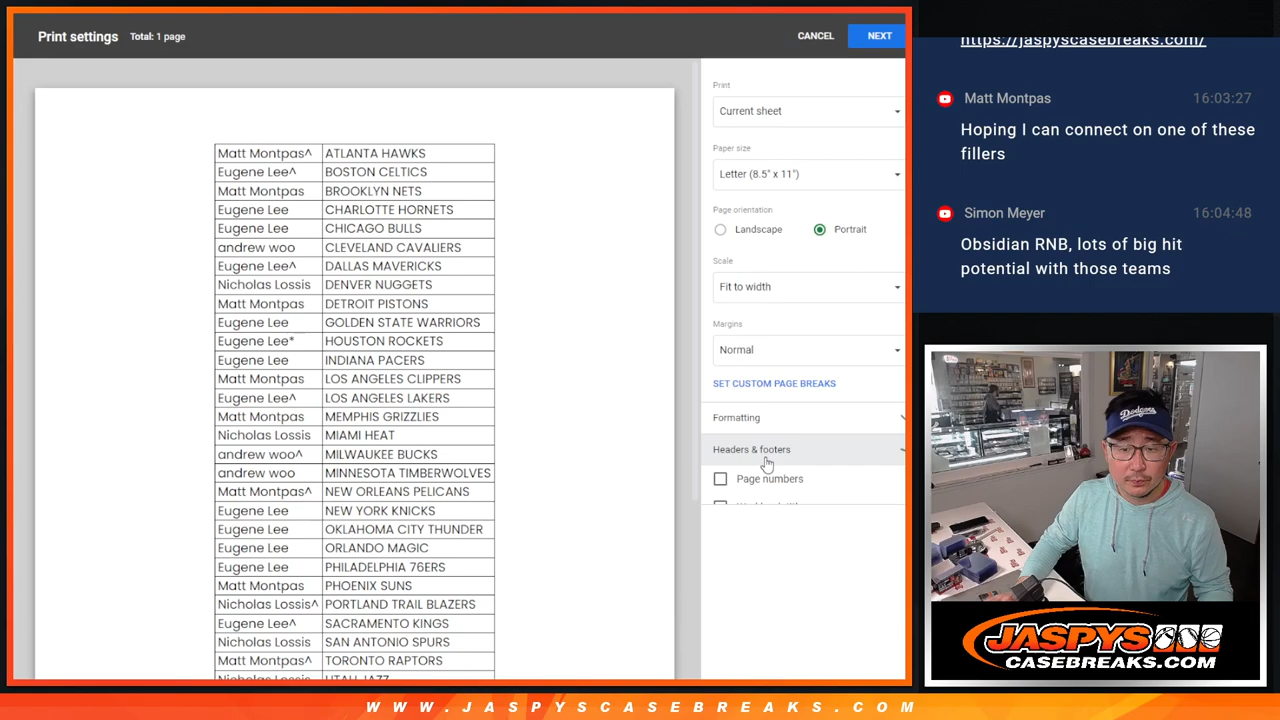 Print settings Total: 1 page
CANCEL NEXT
Matt Montpas^ ATLANTA HAWKS
Eugene Lee^ BOSTON CELTICS
Matt Montpas BROOKLYN NETS
Eugene Lee CHARLOTTE HORNETS
Eugene Lee CHICAGO BULLS
andrew woo CLEVELAND CAVALIERS
Eugene Lee^ DALLAS MAVERICKS
Nicholas Lossis DENVER NUGGETS
Matt Montpas DETROIT PISTONS
Eugene Lee GOLDEN STATE WARRIORS
Eugene Lee* HOUSTON ROCKETS
Eugene Lee INDIANA PACERS
Matt Montpas LOS ANGELES CLIPPERS
Eugene Lee^ LOS ANGELES LAKERS
Matt Montpas MEMPHIS GRIZZLIES
Nicholas Lossis MIAMI HEAT
andrew woo^ MILWAUKEE BUCKS
andrew woo MINNESOTA TIMBERWOLVES
Matt Montpas^ NEW ORLEANS PELICANS
Eugene Lee NEW YORK KNICKS
Eugene Lee OKLAHOMA CITY THUNDER
Eugene Lee ORLANDO MAGIC
Eugene Lee PHILADELPHIA 76ERS
Matt Montpas PHOENIX SUNS
Nicholas Lossis^ PORTLAND TRAIL BLAZERS
Eugene Lee^ SACRAMENTO KINGS
Nicholas Lossis SAN ANTONIO SPURS
Matt Montpas^ TORONTO RAPTORS
Nicholas Lossis UTAH JAZZ
Print
Current sheet
Paper size
Letter (8.5" x 11")
Page orientation
Landscape Portrait
Scale
Fit to width
Margins
Normal
SET CUSTOM PAGE BREAKS
Formatting
Headers & footers
Page numbers
https://jaspyscasebreaks.com/
Matt Montpas 16:03:27
Hoping I can connect on one of these
fillers
Simon Meyer 16:04:48
Obsidian RNB, lots of big hit
potential with those teams
Dodgers
JASPYS
CASEBREAKS.COM
WWW.JASPYSCASEBREAKS.COM